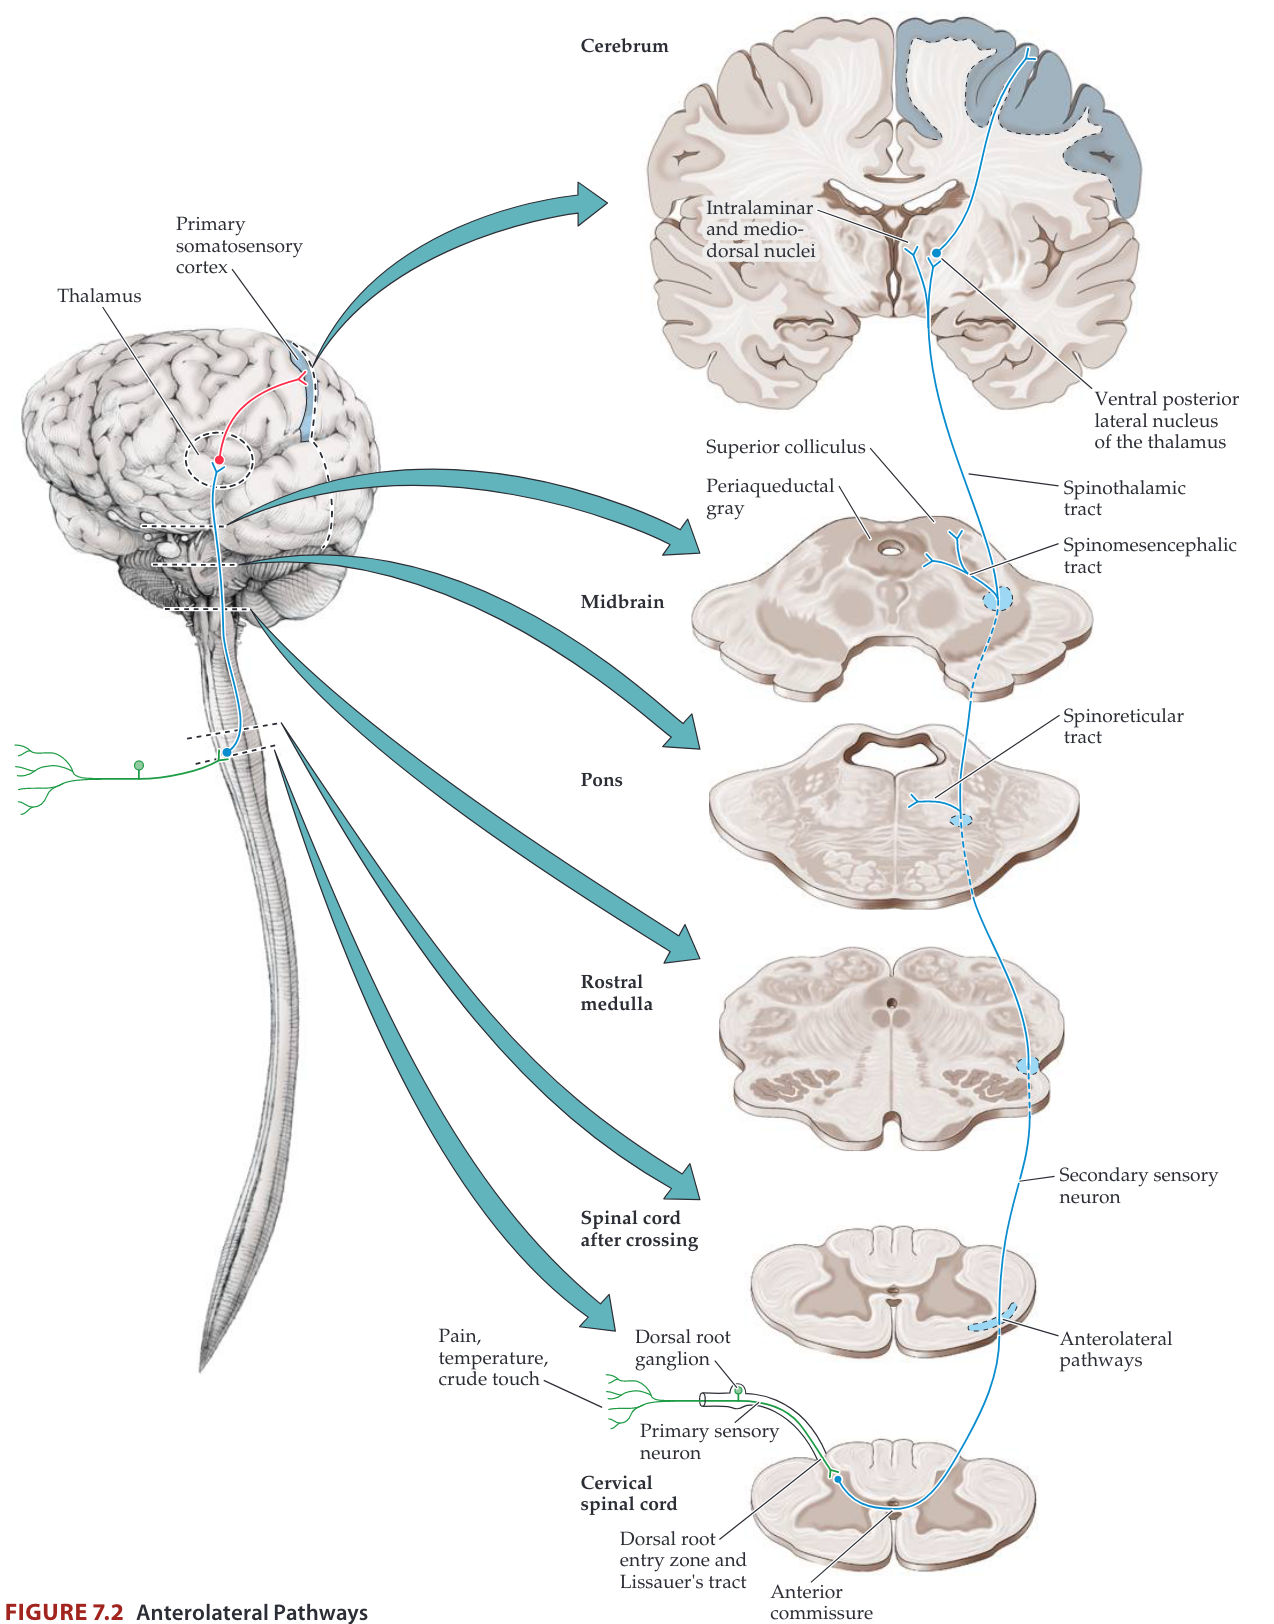 Cerebrum
Primary
somatosensory
cortex
Thalamus
Intralaminar
and medio-
dorsal nuclei
Ventral posterior
lateral nucleus
of the thalamus
Superior colliculus
Periaqueductal
gray
Spinothalamic
tract
Spinomesencephalic
tract
Midbrain
Spinoreticular
tract
Pons
Rostral
medulla
Secondary sensory
neuron
Spinal cord
after crossing
Anterolateral
pathways
Pain,
temperature,
crude touch
Dorsal root
ganglion
Primary sensory
neuron
Cervical
spinal cord
Dorsal root
entry zone and
Lissauer's tract
Anterior
commissure
FIGURE 7.2 Anterolateral Pathways